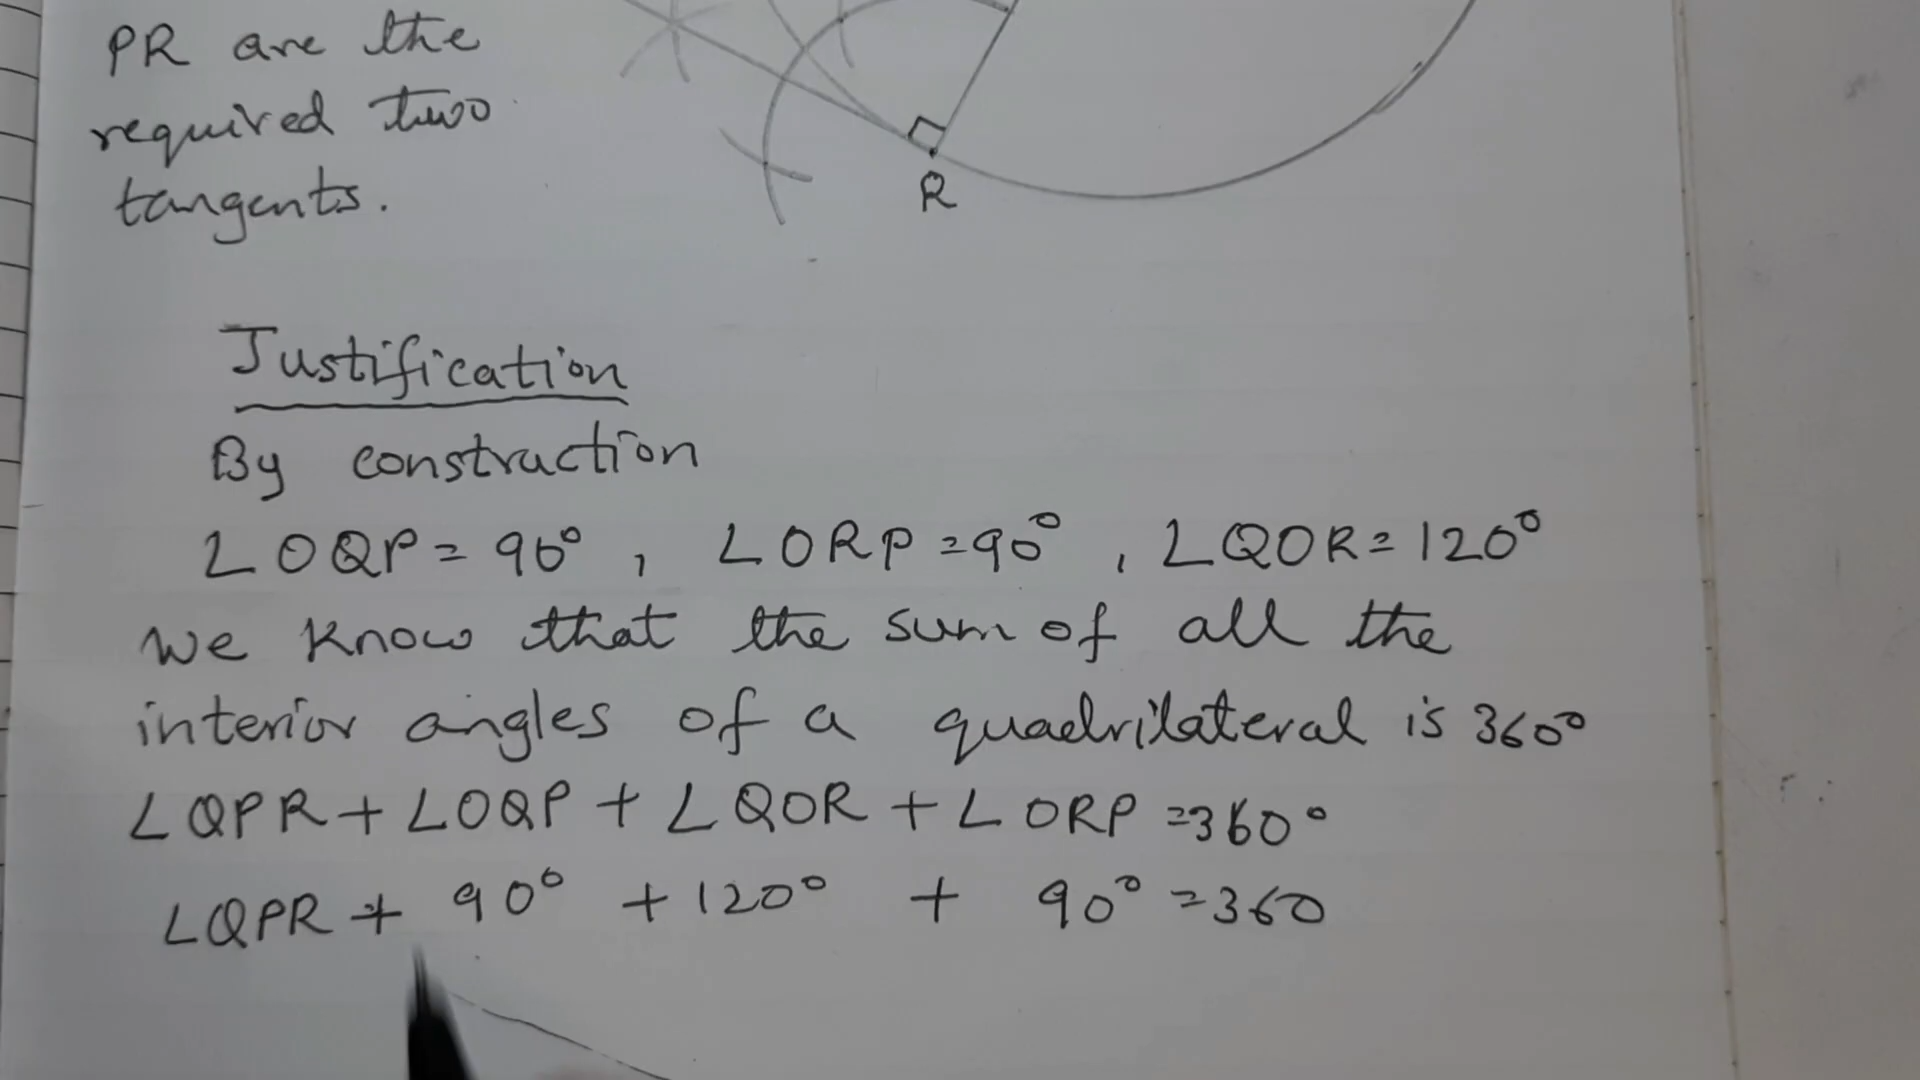 PR are the
required two
tangents.
R
Justification
By construction
∠OQP = 90°, ∠ORP = 90°, ∠QOR = 120°
We know that the sum of all the
interior angles of a quadrilateral is 360°
∠QPR + ∠OQP + ∠QOR + ∠ORP = 360°
∠QPR + 90° + 120° + 90° = 360